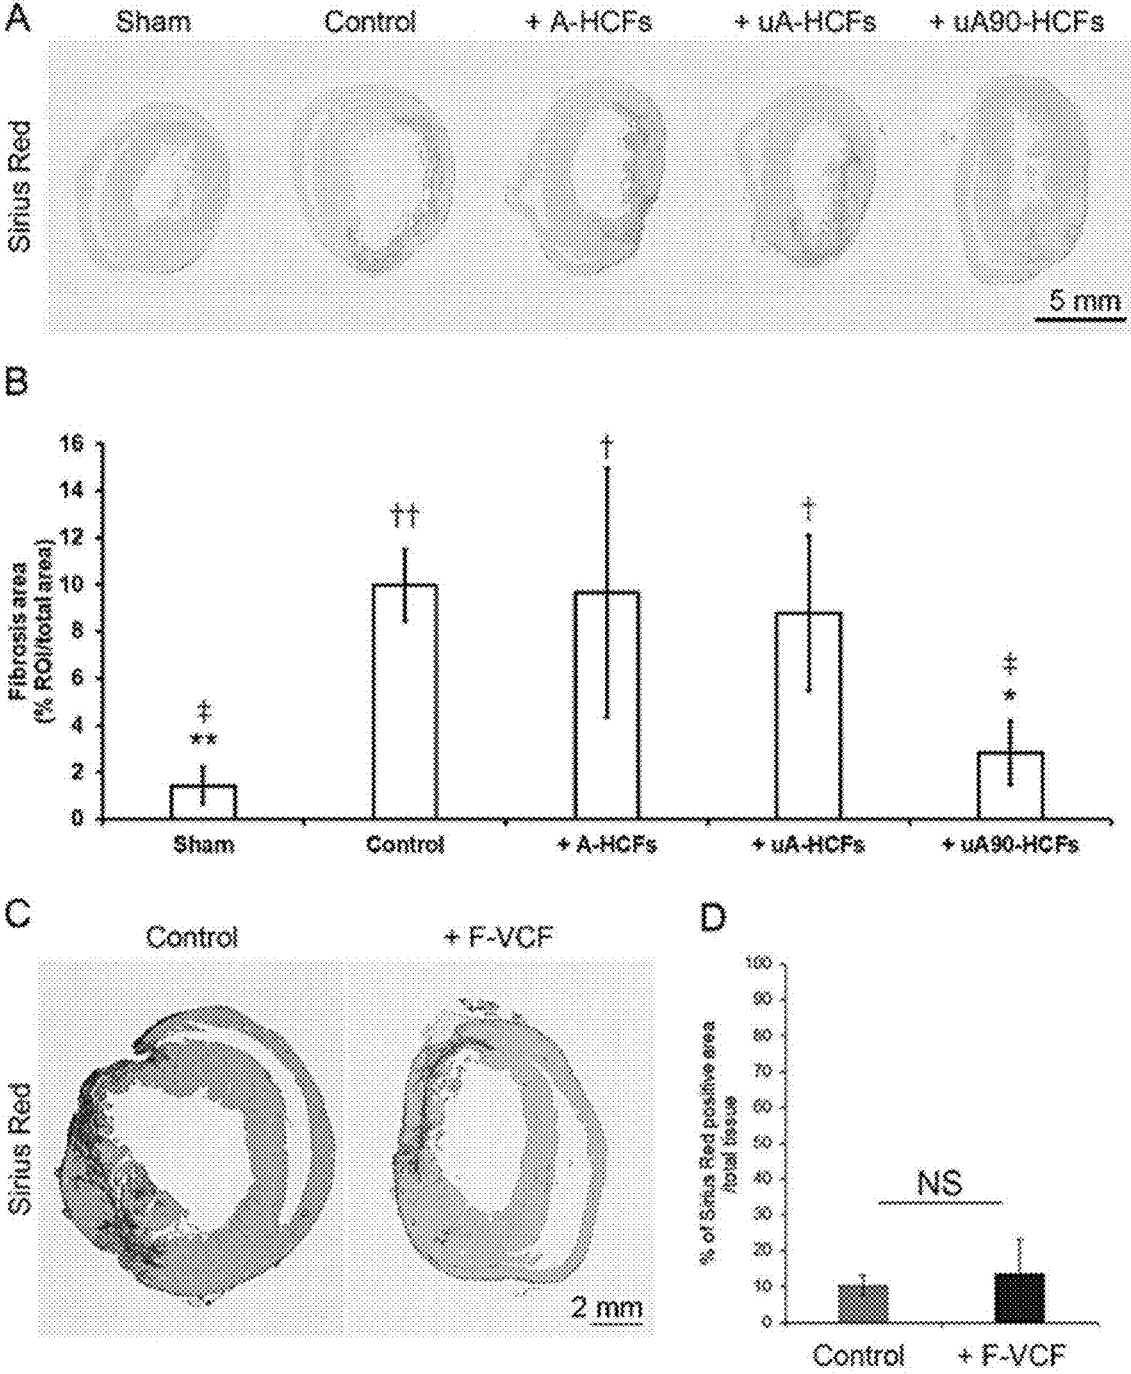 A
Sham Control + A-HCFs + uA-HCFs + uA90-HCFs
Sirius Red
5 mm
B
Fibrosis area
(% ROI/total area)
16
14
12
10
8
6
4
2
0
††
†
†
‡
**
‡
*
Sham Control + A-HCFs + uA-HCFs + uA90-HCFs
C
Control + F-VCF
Sirius Red
2 mm
D
% of Sirius Red positive area
/total tissue
100
90
80
70
60
50
40
30
20
10
0
NS
Control + F-VCF